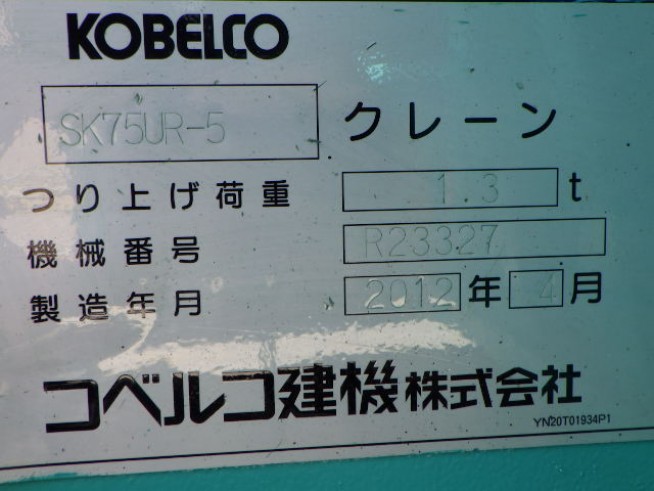 KOBELCO
SK75UR-5 クレーン
つり上げ荷重 1.3 t
機械番号 R23327
製造年月 2012 年 4 月
コベルコ建機株式会社
YN20T01934P1